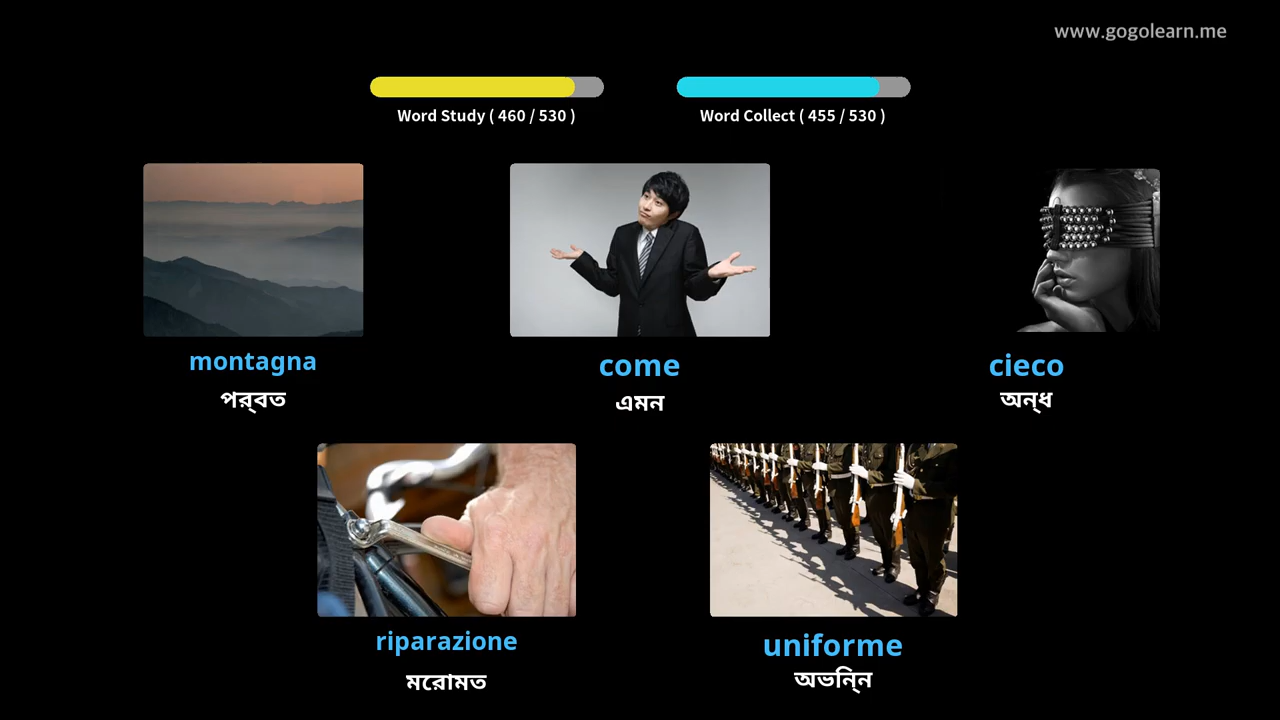 www.gogolearn.me
Word Study ( 460 / 530 )
Word Collect ( 455 / 530 )
montagna
come
cieco
পর্বত
এমন
অন্ধ
riparazione
uniforme
মেরামত
অভিন্ন